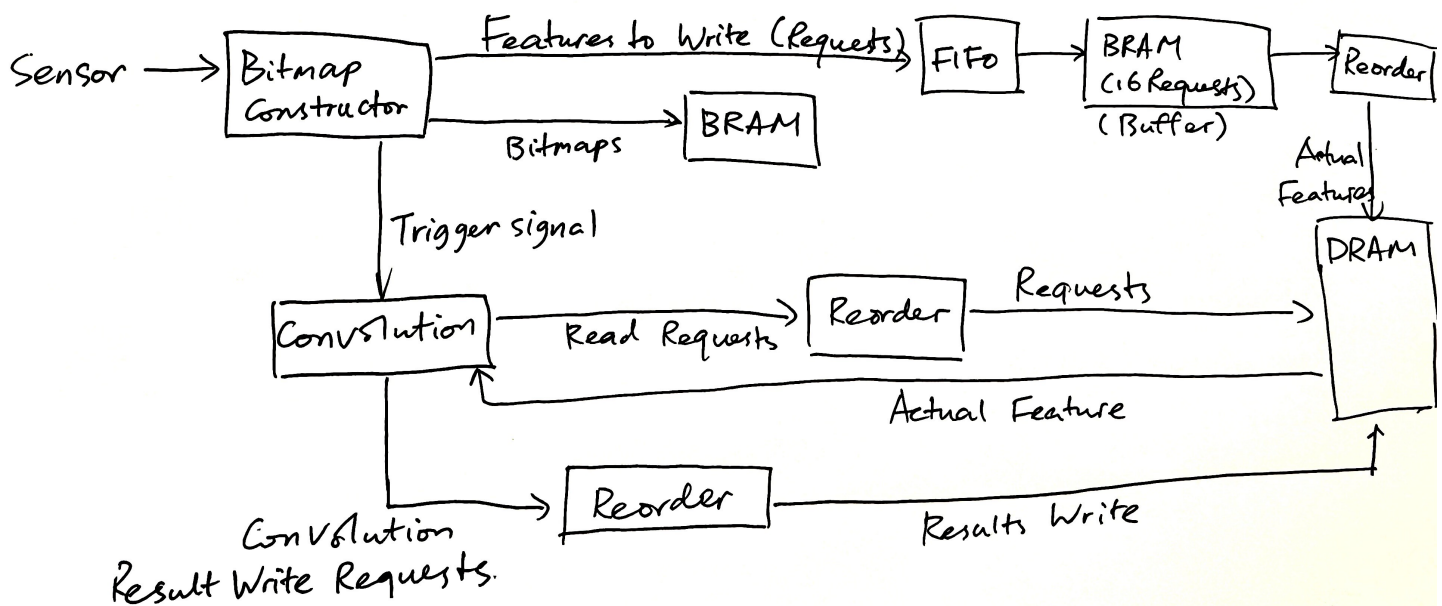 Sensor
Bitmap
Constructor
Features to Write (Requests)
FIFO
BRAM
(16 Requests)
(Buffer)
Reorder
Bitmaps
BRAM
Actual
Features
Trigger signal
DRAM
Convolution
Read Requests
Reorder
Requests
Actual Feature
Reorder
Results Write
Convolution
Result Write Requests.